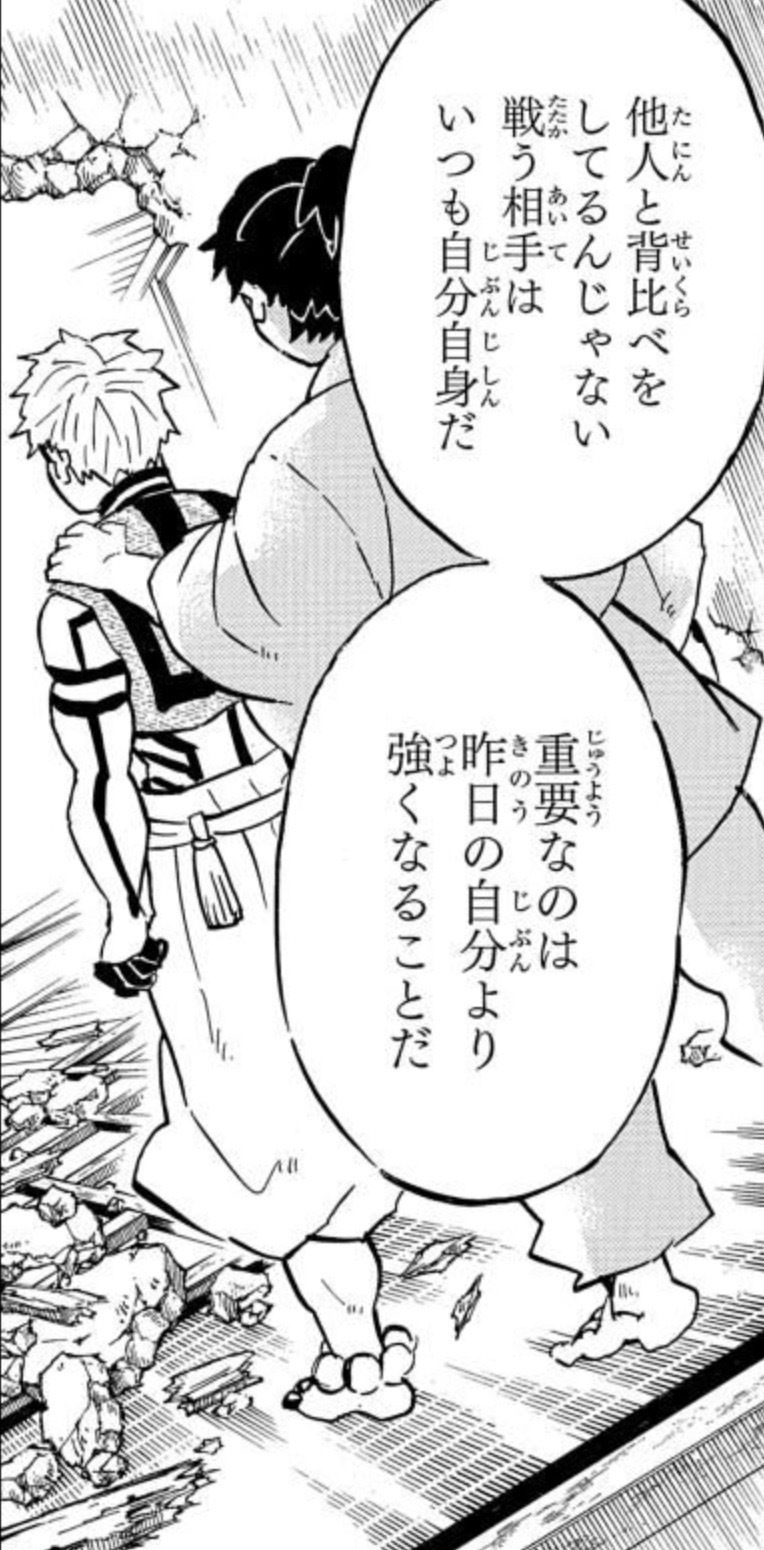 他人と背比べを
してるんじゃない
戦う相手は
いつも自分自身だ
重要なのは
昨日の自分より
強くなることだ